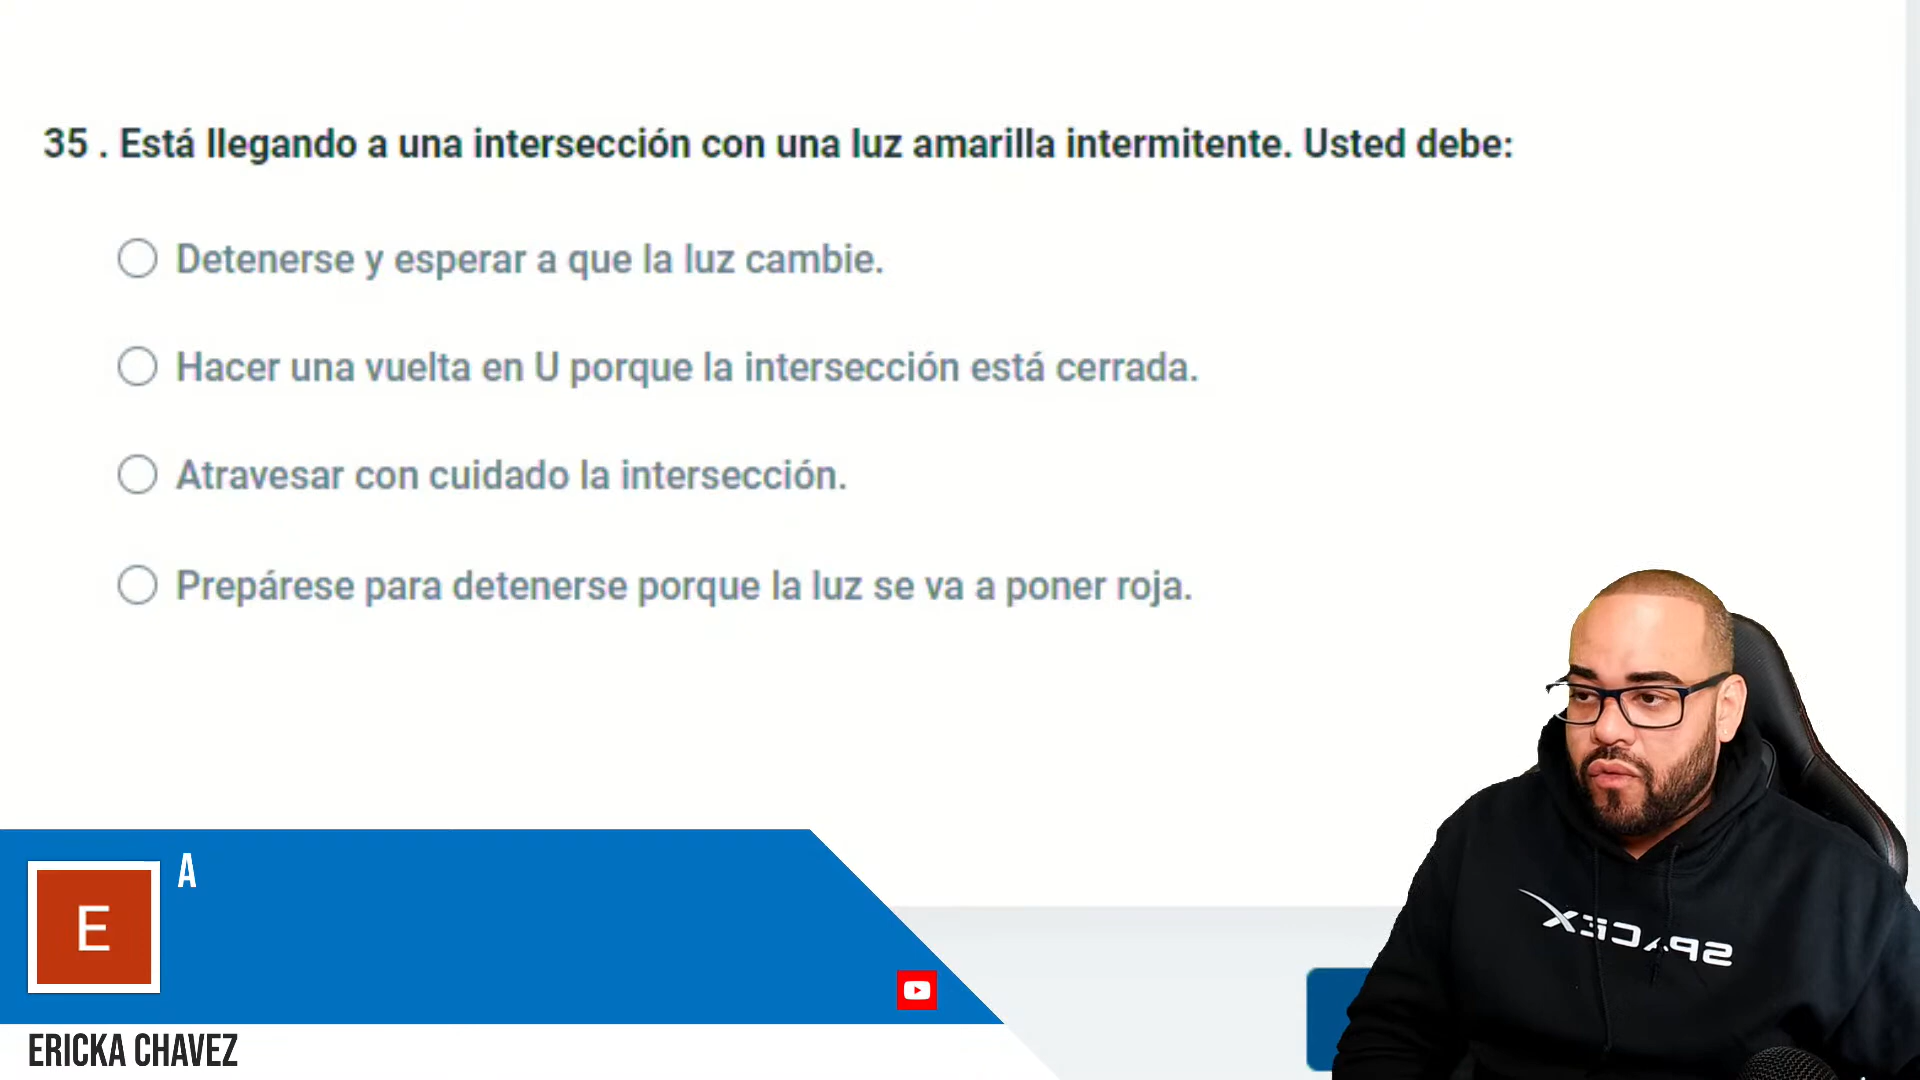 35 . Está llegando a una intersección con una luz amarilla intermitente. Usted debe:
Detenerse y esperar a que la luz cambie.
Hacer una vuelta en U porque la intersección está cerrada.
Atravesar con cuidado la intersección.
Prepárese para detenerse porque la luz se va a poner roja.
A
E
ERICKA CHAVEZ
SPACEX